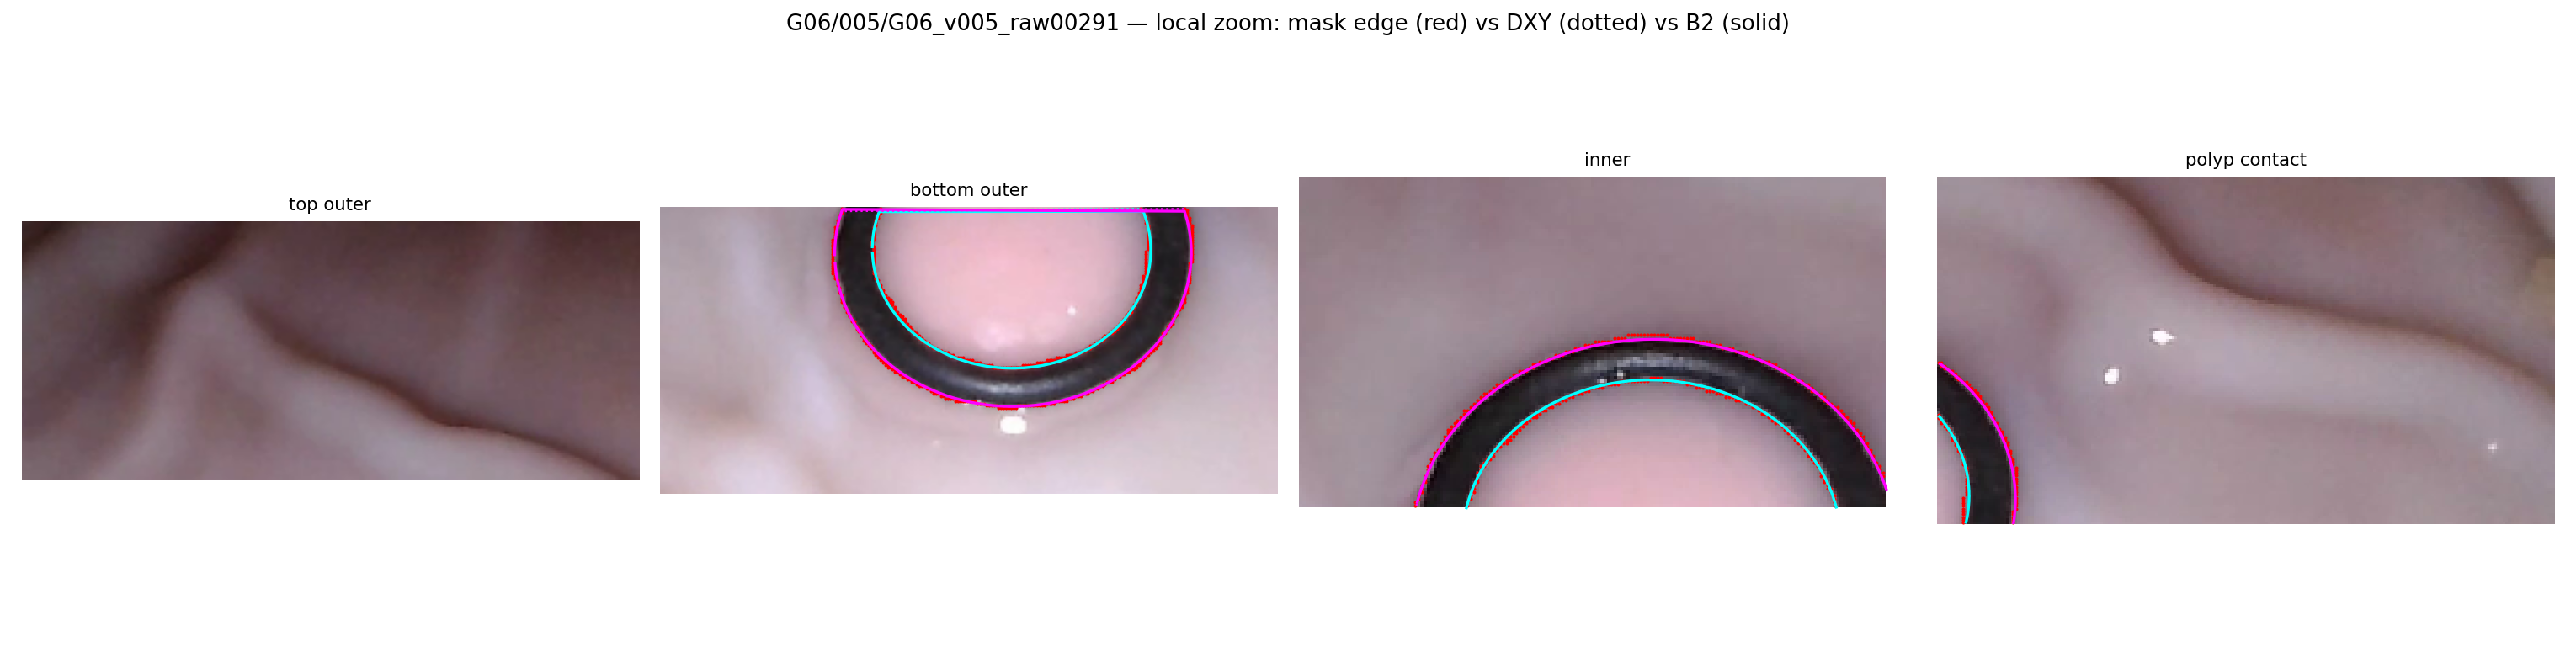 G06/005/G06_v005_raw00291 — local zoom: mask edge (red) vs DXY (dotted) vs B2 (solid)
top outer
bottom outer
inner
polyp contact